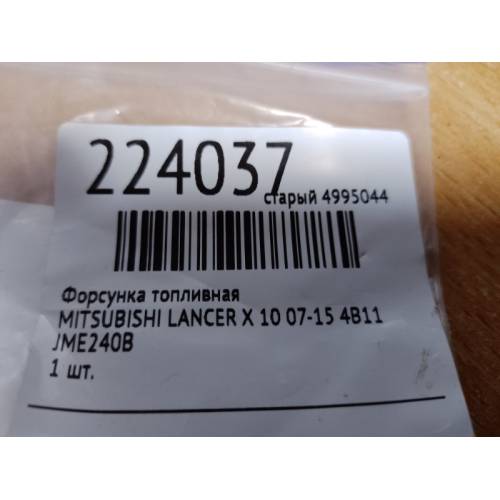 224037
старый 4995044
Форсунка топливная
MITSUBISHI LANCER X 10 07-15 4B11
JME240B
1 шт.